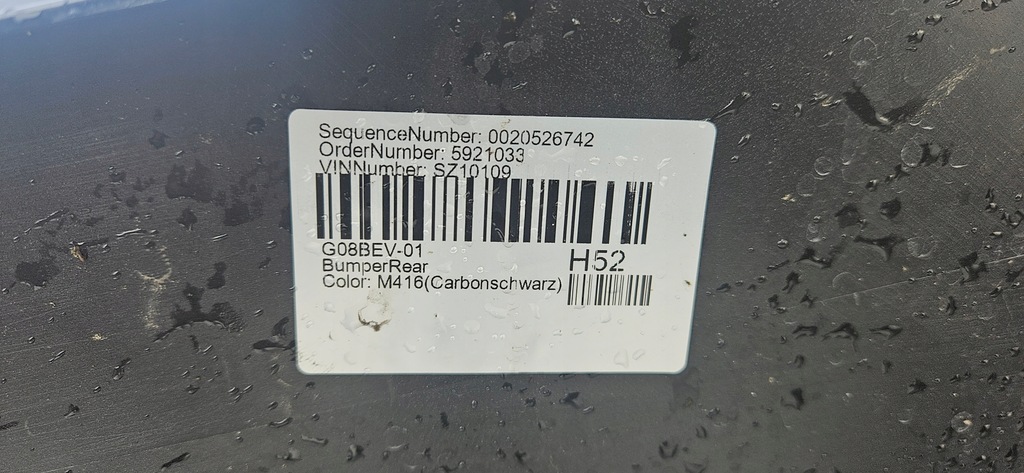 SequenceNumber: 0020526742
OrderNumber: 5921033
VINNumber: SZ10109
G08BEV-01
BumperRear
H52
Color: M416(Carbonschwarz)